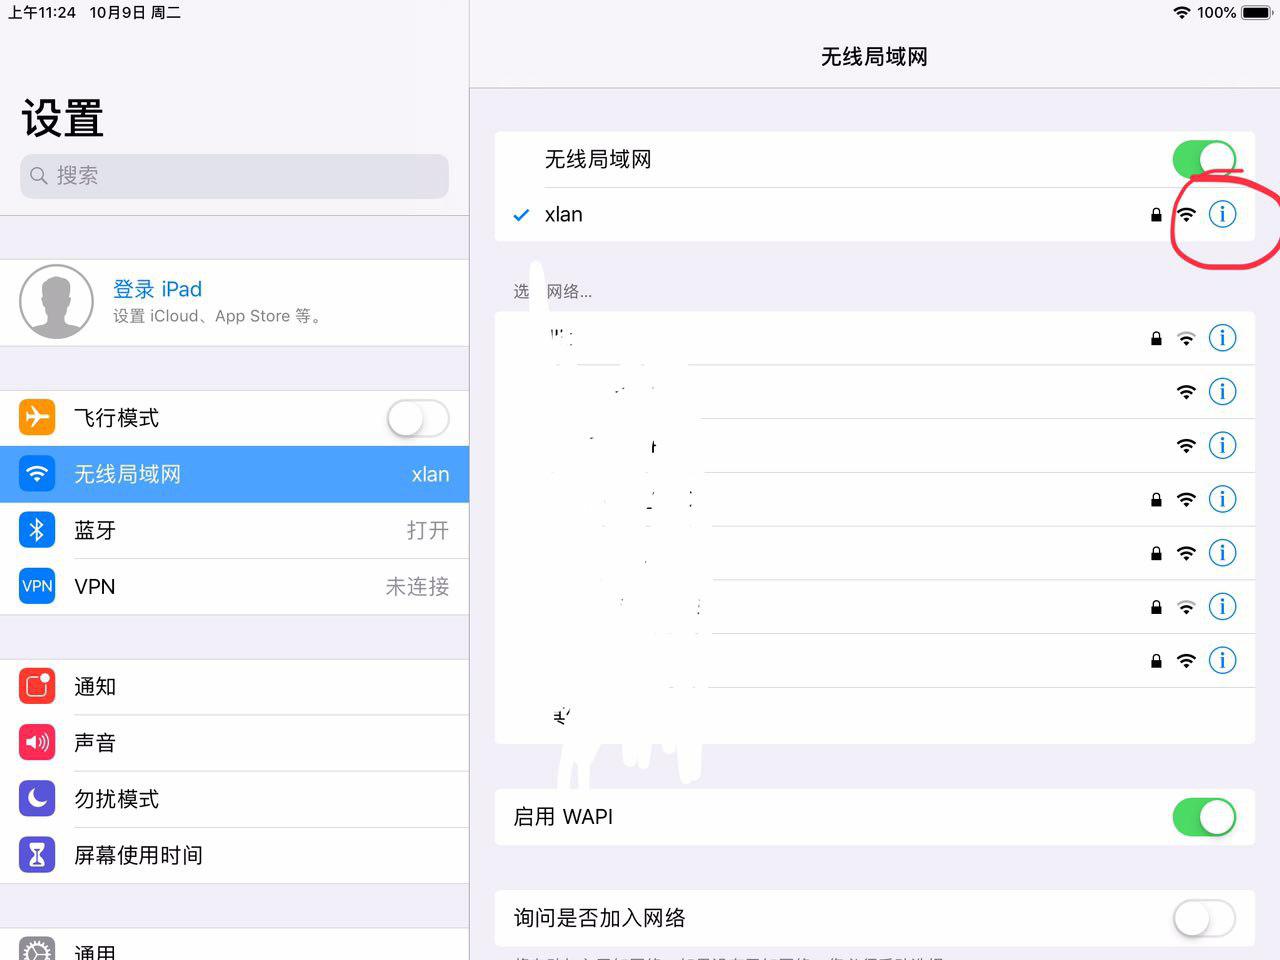 上午11:24 10月9日 周二
100%
设置
搜索
登录 iPad
设置 iCloud、App Store 等。
飞行模式
无线局域网 xlan
蓝牙 打开
VPN VPN 未连接
通知
声音
勿扰模式
屏幕使用时间
通用
无线局域网
无线局域网
xlan
选 网络...
启用 WAPI
询问是否加入网络